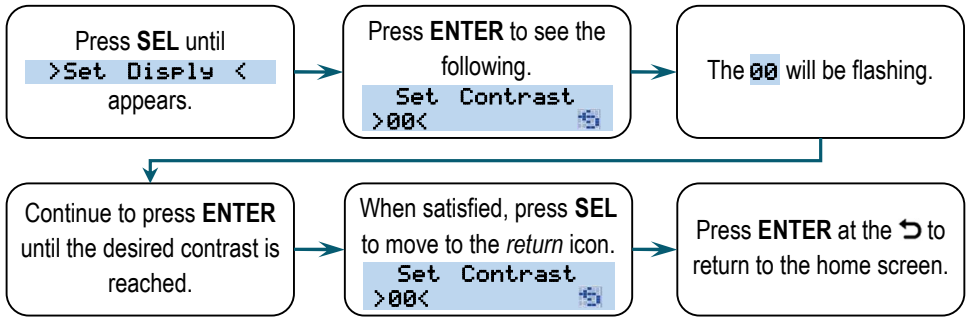 Press SEL until
>Set Disply <
appears.
Press ENTER to see the
following.
Set Contrast
>00<
The 00 will be flashing.
Continue to press ENTER
until the desired contrast is
reached.
When satisfied, press SEL
to move to the return icon.
Set Contrast
>00<
Press ENTER at the ⮌ to
return to the home screen.